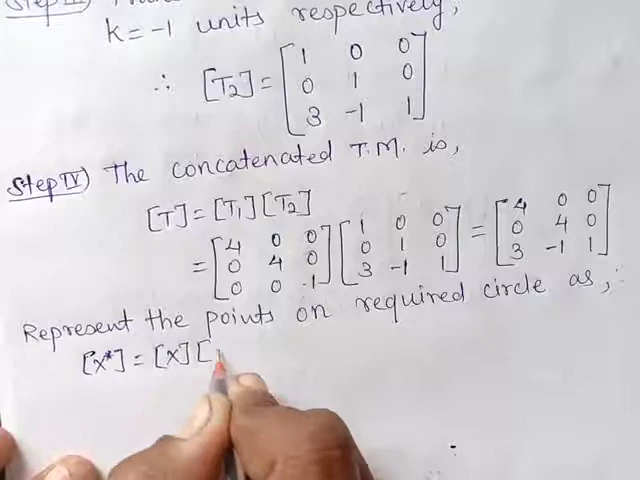 Step III)
k = -1 units respectively,
∴ [T2] = [1 0 0
0 1 0
3 -1 1]
Step IV) The concatenated T.M. is,
[T] = [T1] [T2]
= [4 0 0 [1 0 0 = [4 0 0
0 4 0 0 1 0 0 4 0
0 0 1] 3 -1 1] 3 -1 1]
Represent the points on required circle as,
[X*] = [X] [